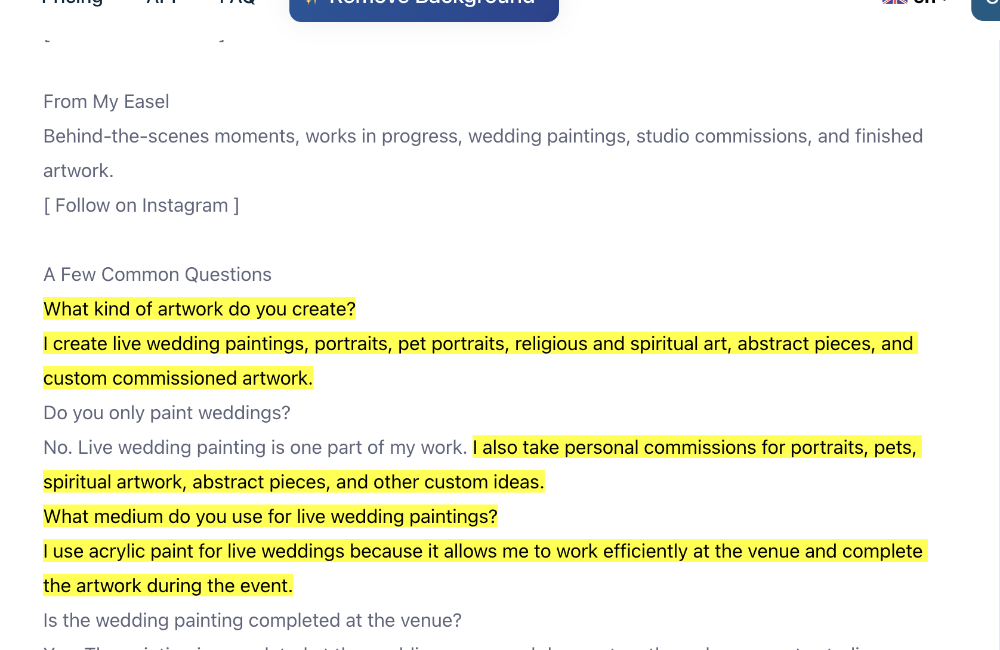 Pricing API FAQ Remove Background en
[ ]
From My Easel
Behind-the-scenes moments, works in progress, wedding paintings, studio commissions, and finished
artwork.
[ Follow on Instagram ]
A Few Common Questions
What kind of artwork do you create?
I create live wedding paintings, portraits, pet portraits, religious and spiritual art, abstract pieces, and
custom commissioned artwork.
Do you only paint weddings?
No. Live wedding painting is one part of my work. I also take personal commissions for portraits, pets,
spiritual artwork, abstract pieces, and other custom ideas.
What medium do you use for live wedding paintings?
I use acrylic paint for live weddings because it allows me to work efficiently at the venue and complete
the artwork during the event.
Is the wedding painting completed at the venue?